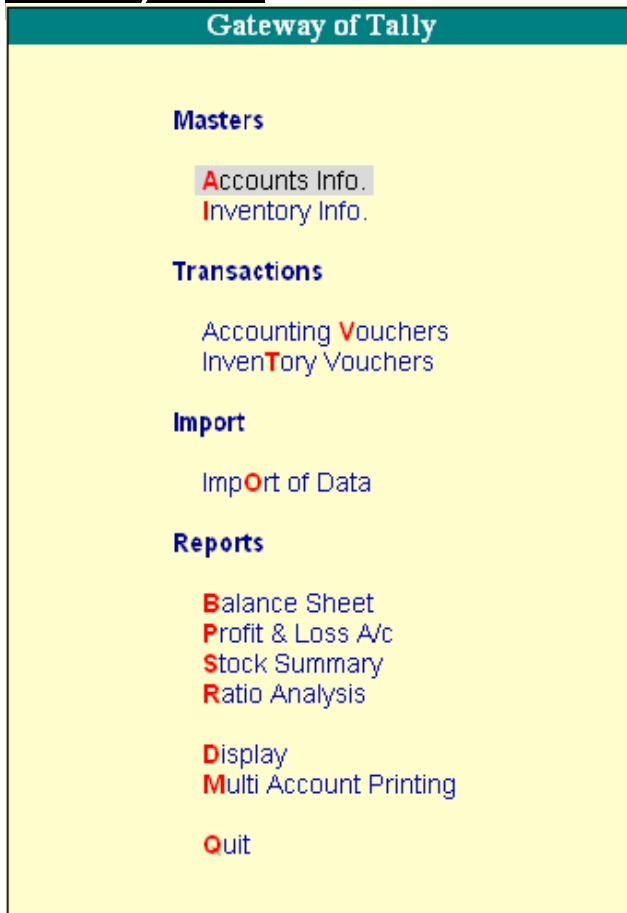 Gateway of Tally
Masters
Accounts Info.
Inventory Info.
Transactions
Accounting Vouchers
InvenTory Vouchers
Import
ImpOrt of Data
Reports
Balance Sheet
Profit & Loss A/c
Stock Summary
Ratio Analysis
Display
Multi Account Printing
Quit